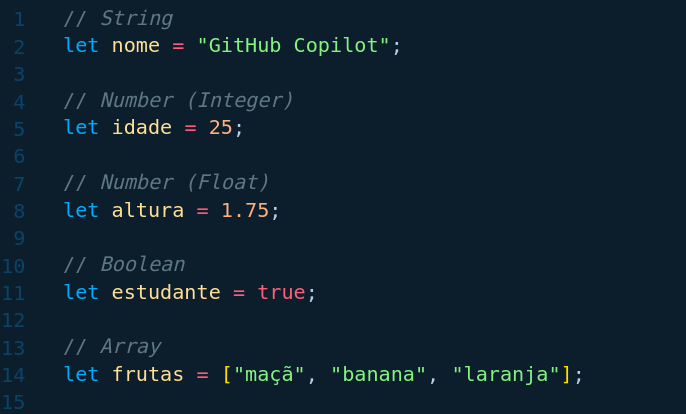 1 // String
2 let nome = "GitHub Copilot";
3
4 // Number (Integer)
5 let idade = 25;
6
7 // Number (Float)
8 let altura = 1.75;
9
10 // Boolean
11 let estudante = true;
12
13 // Array
14 let frutas = ["maçã", "banana", "laranja"];
15